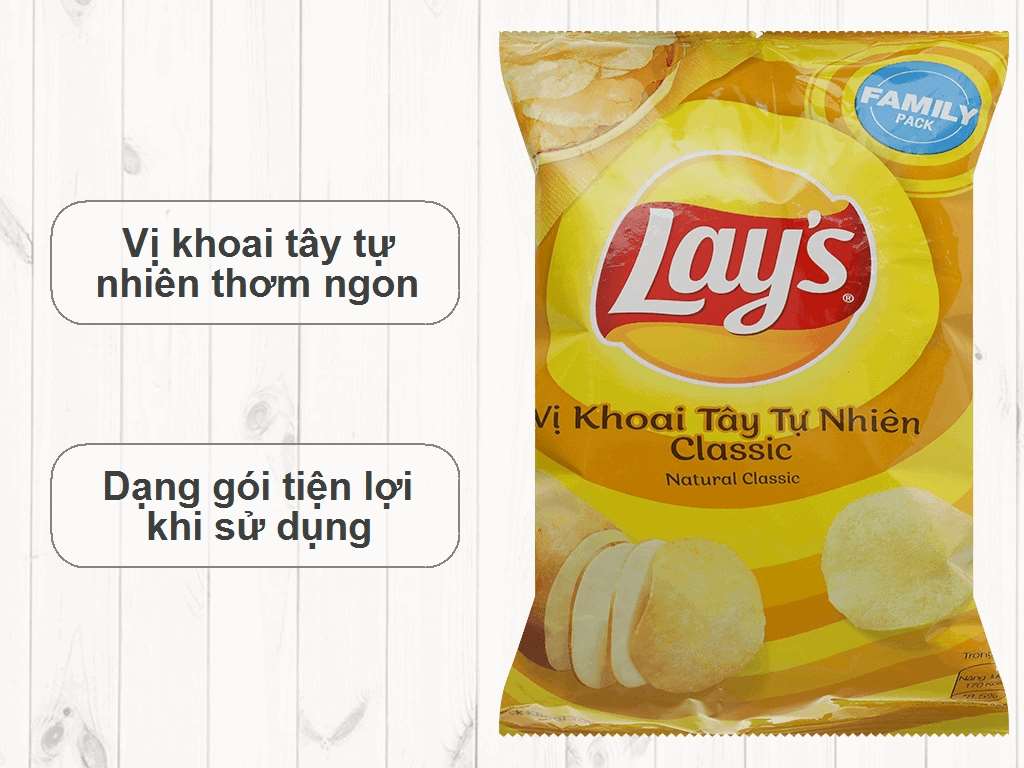 Vị khoai tây tự
nhiên thơm ngon
Dạng gói tiện lợi
khi sử dụng
FAMILY
PACK
Lay's
®
Vị Khoai Tây Tự Nhiên
Classic
Natural Classic
170